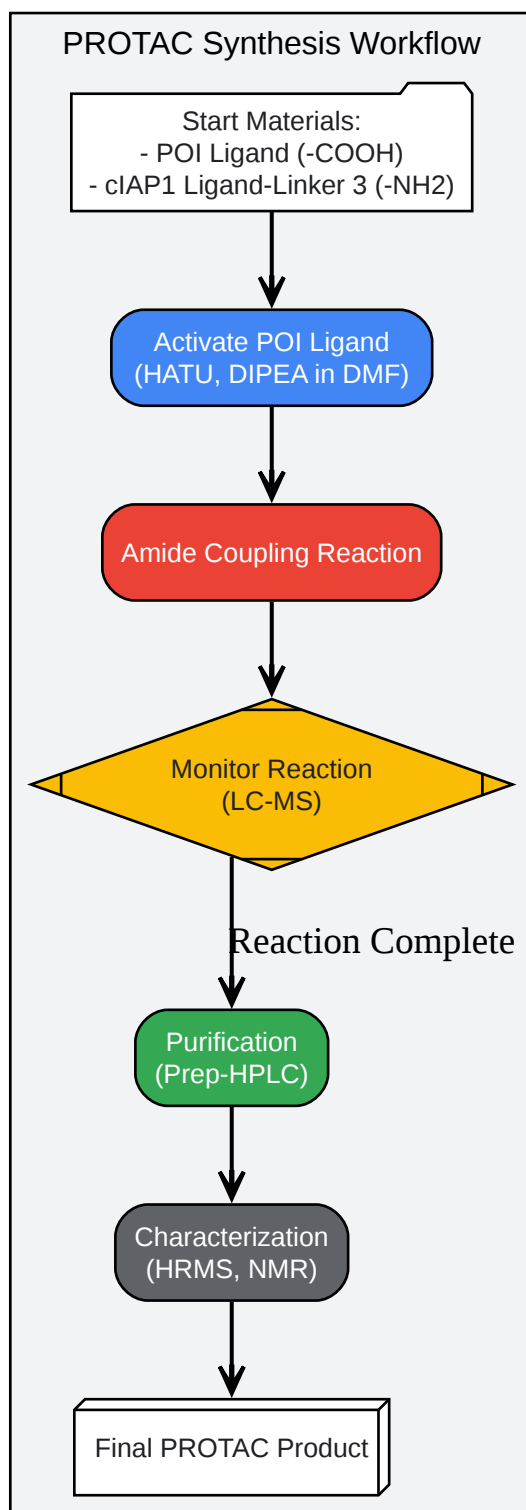 PROTAC Synthesis Workflow
Start Materials:
- POI Ligand (-COOH)
- cIAP1 Ligand-Linker 3 (-NH2)
Activate POI Ligand
(HATU, DIPEA in DMF)
Amide Coupling Reaction
Monitor Reaction
(LC-MS)
Reaction Complete
Purification
(Prep-HPLC)
Characterization
(HRMS, NMR)
Final PROTAC Product